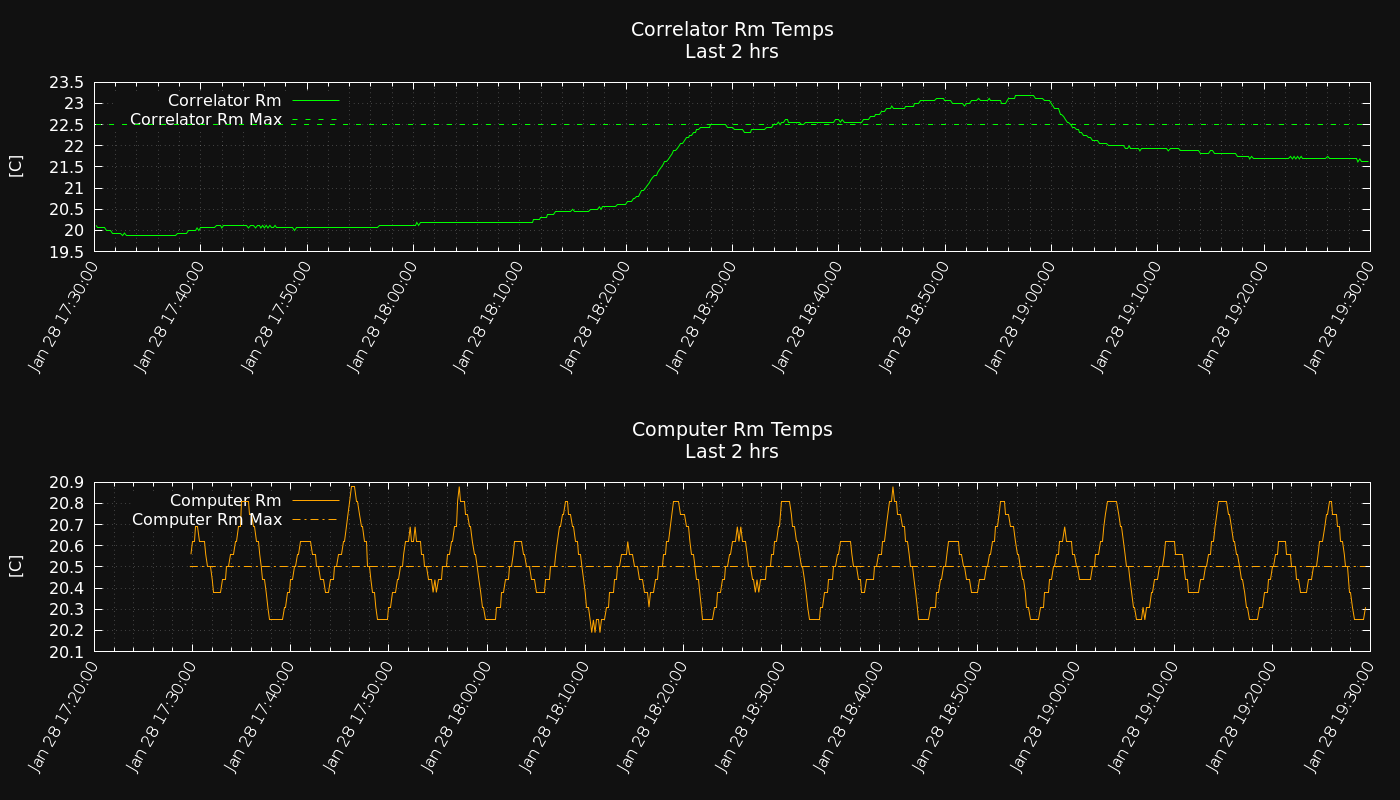 Correlator Rm Temps
Last 2 hrs
23.5
23
22.5
22
21.5
21
20.5
20
19.5
[C]
Correlator Rm
Correlator Rm Max
Jan 28 17:30:00
Jan 28 17:40:00
Jan 28 17:50:00
Jan 28 18:00:00
Jan 28 18:10:00
Jan 28 18:20:00
Jan 28 18:30:00
Jan 28 18:40:00
Jan 28 18:50:00
Jan 28 19:00:00
Jan 28 19:10:00
Jan 28 19:20:00
Jan 28 19:30:00
Computer Rm Temps
Last 2 hrs
20.9
20.8
20.7
20.6
20.5
20.4
20.3
20.2
20.1
[C]
Computer Rm
Computer Rm Max
Jan 28 17:20:00
Jan 28 17:30:00
Jan 28 17:40:00
Jan 28 17:50:00
Jan 28 18:00:00
Jan 28 18:10:00
Jan 28 18:20:00
Jan 28 18:30:00
Jan 28 18:40:00
Jan 28 18:50:00
Jan 28 19:00:00
Jan 28 19:10:00
Jan 28 19:20:00
Jan 28 19:30:00